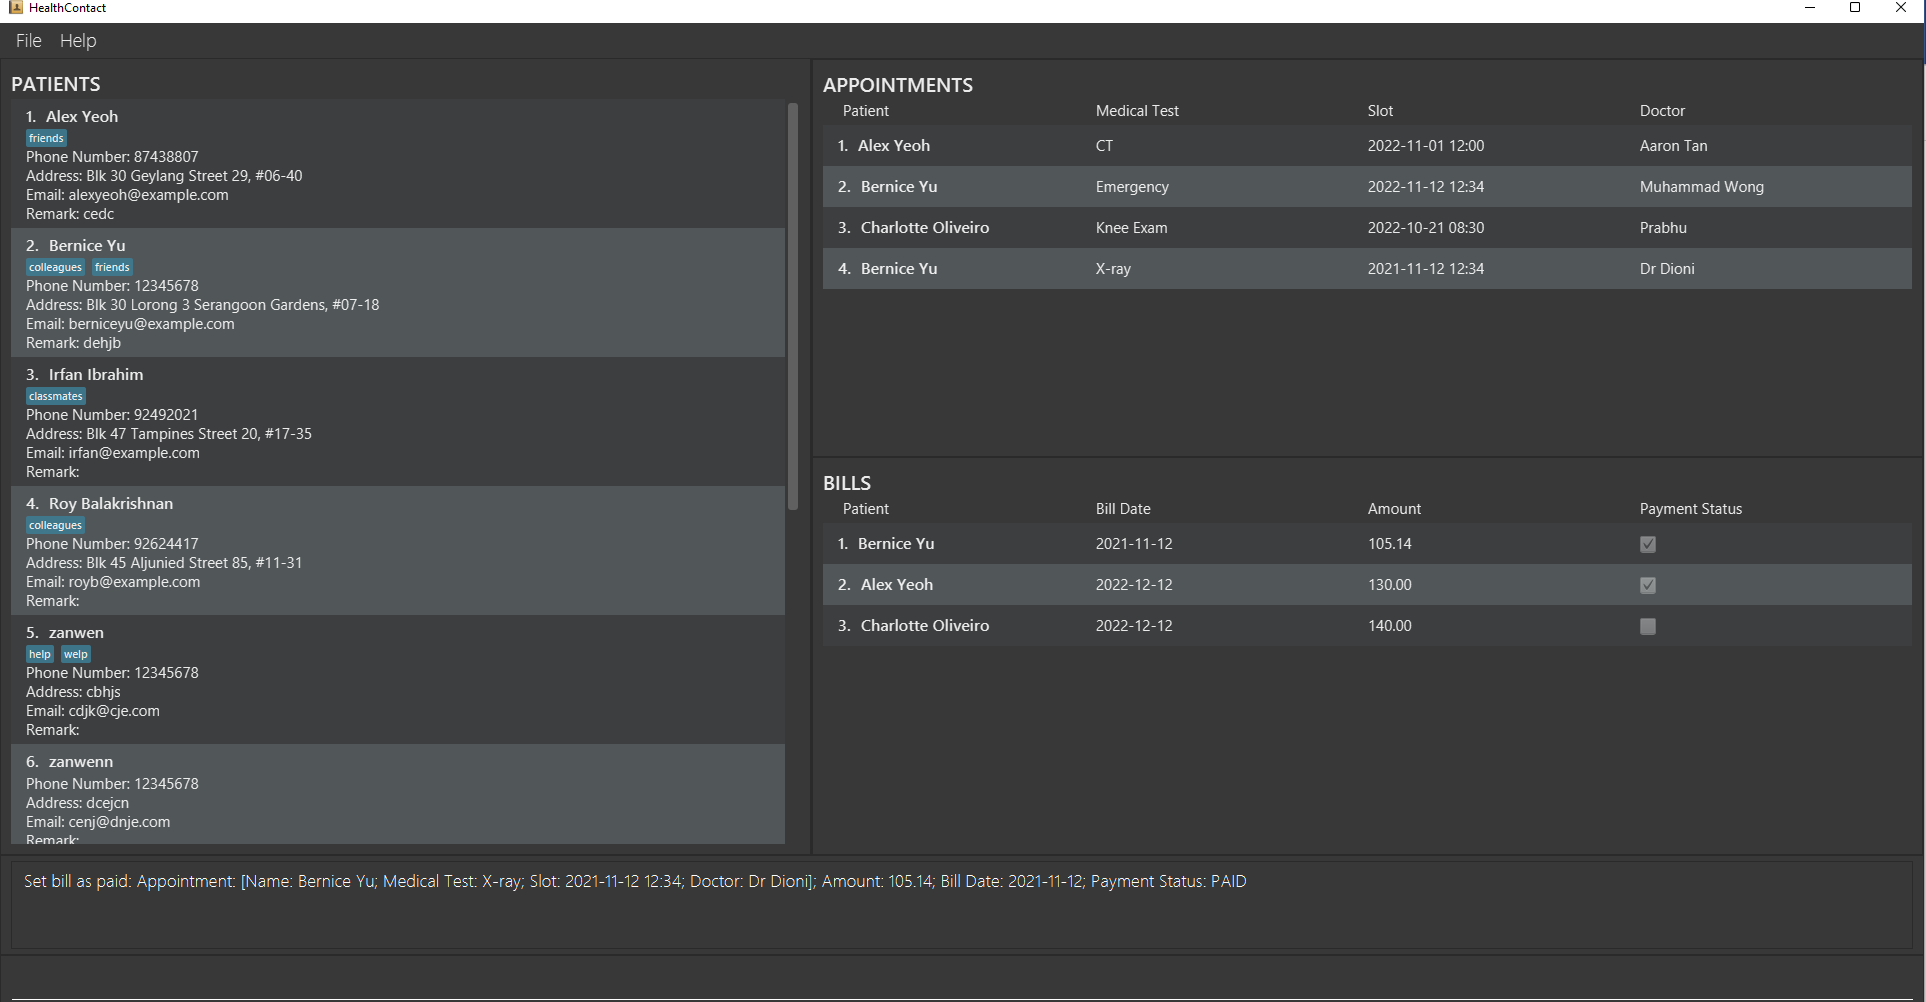 HealthContact
File Help
PATIENTS
1. Alex Yeoh
friends
Phone Number: 87438807
Address: Blk 30 Geylang Street 29, #06-40
Email: alexyeoh@example.com
Remark: cedc
2. Bernice Yu
colleagues friends
Phone Number: 12345678
Address: Blk 30 Lorong 3 Serangoon Gardens, #07-18
Email: berniceyu@example.com
Remark: dehjb
3. Irfan Ibrahim
classmates
Phone Number: 92492021
Address: Blk 47 Tampines Street 20, #17-35
Email: irfan@example.com
Remark:
4. Roy Balakrishnan
colleagues
Phone Number: 92624417
Address: Blk 45 Aljunied Street 85, #11-31
Email: royb@example.com
Remark:
5. zanwen
help welp
Phone Number: 12345678
Address: cbhjs
Email: cdjk@cje.com
Remark:
6. zanwenn
Phone Number: 12345678
Address: dcejcn
Email: cenj@dnje.com
Remark:
APPOINTMENTS
Patient Medical Test Slot Doctor
1. Alex Yeoh CT 2022-11-01 12:00 Aaron Tan
2. Bernice Yu Emergency 2022-11-12 12:34 Muhammad Wong
3. Charlotte Oliveiro Knee Exam 2022-10-21 08:30 Prabhu
4. Bernice Yu X-ray 2021-11-12 12:34 Dr Dioni
BILLS
Patient Bill Date Amount Payment Status
1. Bernice Yu 2021-11-12 105.14
2. Alex Yeoh 2022-12-12 130.00
3. Charlotte Oliveiro 2022-12-12 140.00
Set bill as paid: Appointment: [Name: Bernice Yu; Medical Test: X-ray; Slot: 2021-11-12 12:34; Doctor: Dr Dioni]; Amount: 105.14; Bill Date: 2021-11-12; Payment Status: PAID